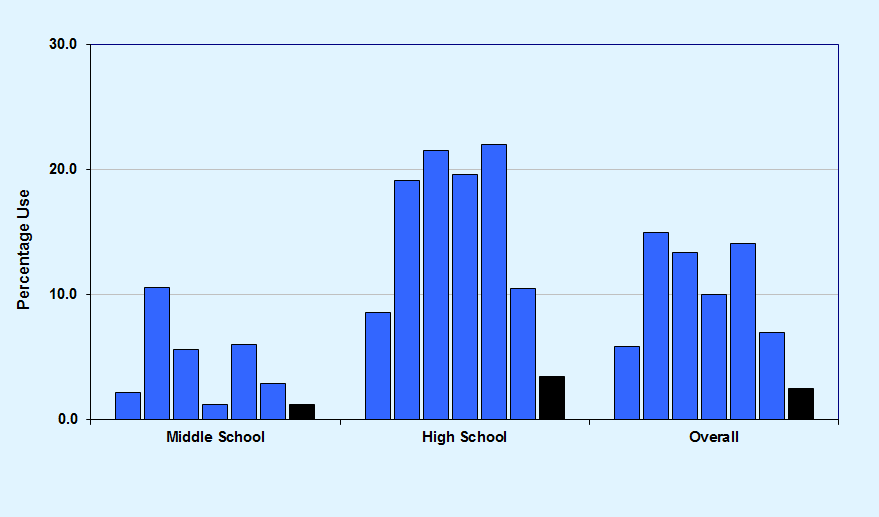 30.0
20.0
10.0
0.0
Percentage Use
Middle School
High School
Overall